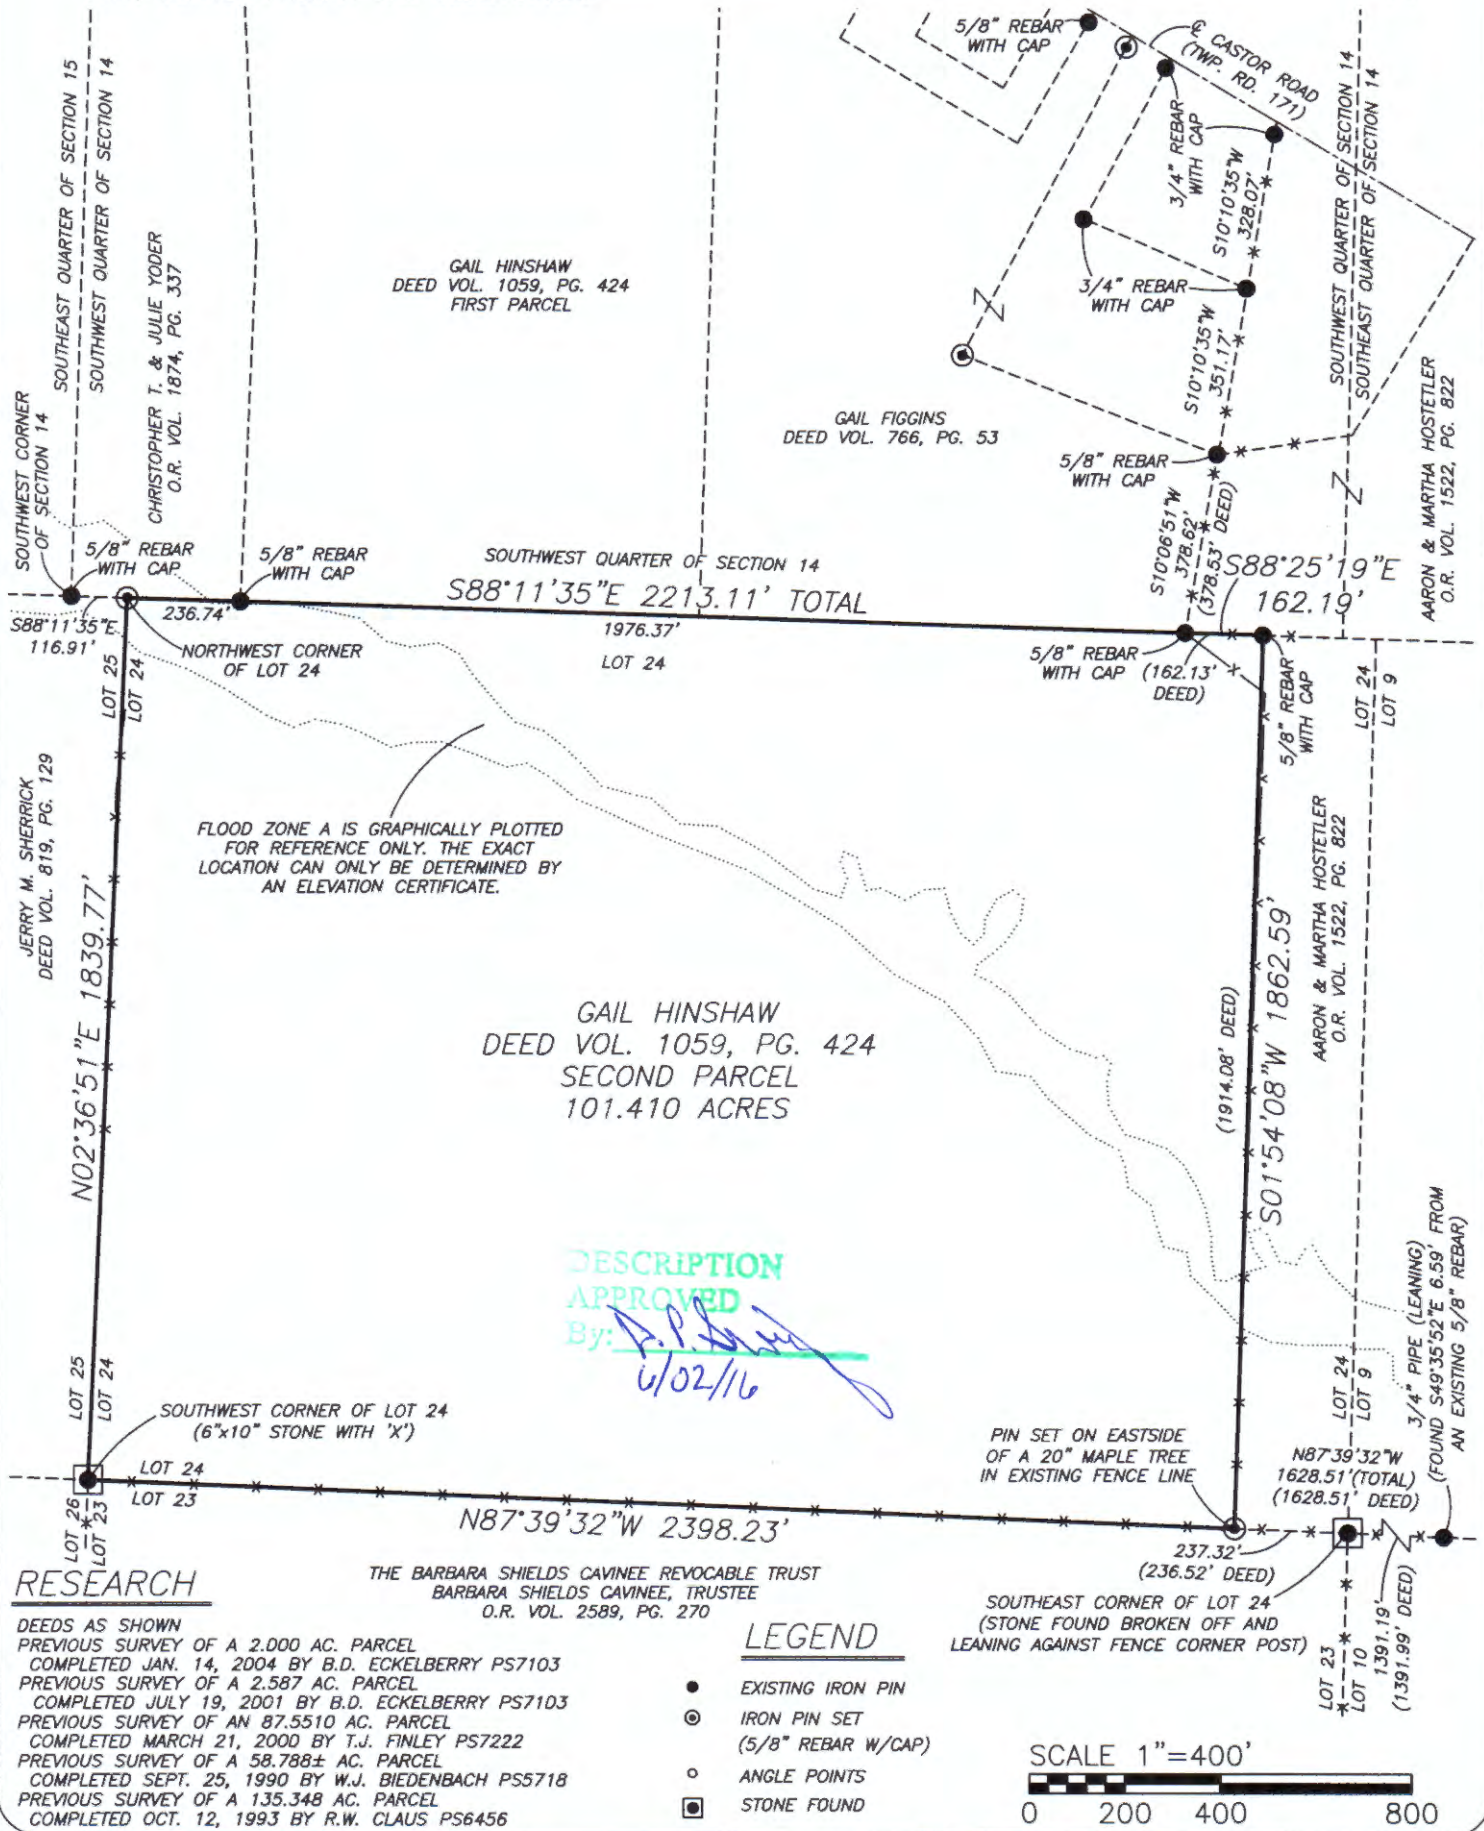 SOUTHEAST QUARTER OF SECTION 15
SOUTHWEST QUARTER OF SECTION 14
SOUTHWEST CORNER
OF SECTION 14
CHRISTOPHER T. & JULIE YODER
O.R. VOL. 1874, PG. 337
GAIL HINSHAW
DEED VOL. 1059, PG. 424
FIRST PARCEL
5/8" REBAR
WITH CAP
℄ CASTOR ROAD
(TWP. RD. 171)
3/4" REBAR
WITH CAP
S10°10'35"W
328.07'
3/4" REBAR
WITH CAP
S10°10'35"W
351.17'
SOUTHWEST QUARTER OF SECTION 14
SOUTHEAST QUARTER OF SECTION 14
AARON & MARTHA HOSTETLER
O.R. VOL. 1522, PG. 822
GAIL FIGGINS
DEED VOL. 766, PG. 53
5/8" REBAR
WITH CAP
S10°06'51"W
378.62'
(378.53' DEED)
5/8" REBAR
WITH CAP
5/8" REBAR
WITH CAP
SOUTHWEST QUARTER OF SECTION 14
S88°11'35"E 2213.11' TOTAL
S88°25'19"E
162.19'
S88°11'35"E
116.91'
236.74'
1976.37'
LOT 24
NORTHWEST CORNER
OF LOT 24
5/8" REBAR
WITH CAP
(162.13'
DEED)
5/8" REBAR
WITH CAP
LOT 25
LOT 24
LOT 24
LOT 9
JERRY M. SHERRICK
DEED VOL. 819, PG. 129
FLOOD ZONE A IS GRAPHICALLY PLOTTED
FOR REFERENCE ONLY. THE EXACT
LOCATION CAN ONLY BE DETERMINED BY
AN ELEVATION CERTIFICATE.
N02°36'51"E 1839.77'
GAIL HINSHAW
DEED VOL. 1059, PG. 424
SECOND PARCEL
101.410 ACRES
(1914.08' DEED)
S01°54'08"W 1862.59'
AARON & MARTHA HOSTETLER
O.R. VOL. 1522, PG. 822
DESCRIPTION
APPROVED
By:
6/02/16
LOT 25
LOT 24
SOUTHWEST CORNER OF LOT 24
(6"x10" STONE WITH 'X')
LOT 24
LOT 23
LOT 26
LOT 23
N87°39'32"W 2398.23'
PIN SET ON EASTSIDE
OF A 20" MAPLE TREE
IN EXISTING FENCE LINE
LOT 24
LOT 9
3/4" PIPE (LEANING)
(FOUND S49°35'52"E 6.59' FROM
AN EXISTING 5/8" REBAR)
N87°39'32"W
1628.51'(TOTAL)
(1628.51' DEED)
237.32'
(236.52' DEED)
SOUTHEAST CORNER OF LOT 24
(STONE FOUND BROKEN OFF AND
LEANING AGAINST FENCE CORNER POST)
LOT 23
LOT 10
1391.19'
(1391.99' DEED)
THE BARBARA SHIELDS CAVINEE REVOCABLE TRUST
BARBARA SHIELDS CAVINEE, TRUSTEE
O.R. VOL. 2589, PG. 270
RESEARCH
DEEDS AS SHOWN
PREVIOUS SURVEY OF A 2.000 AC. PARCEL
COMPLETED JAN. 14, 2004 BY B.D. ECKELBERRY PS7103
PREVIOUS SURVEY OF A 2.587 AC. PARCEL
COMPLETED JULY 19, 2001 BY B.D. ECKELBERRY PS7103
PREVIOUS SURVEY OF AN 87.5510 AC. PARCEL
COMPLETED MARCH 21, 2000 BY T.J. FINLEY PS7222
PREVIOUS SURVEY OF A 58.788± AC. PARCEL
COMPLETED SEPT. 25, 1990 BY W.J. BIEDENBACH PS5718
PREVIOUS SURVEY OF A 135.348 AC. PARCEL
COMPLETED OCT. 12, 1993 BY R.W. CLAUS PS6456
LEGEND
EXISTING IRON PIN
IRON PIN SET
(5/8" REBAR W/CAP)
ANGLE POINTS
STONE FOUND
SCALE 1"=400'
0 200 400 800